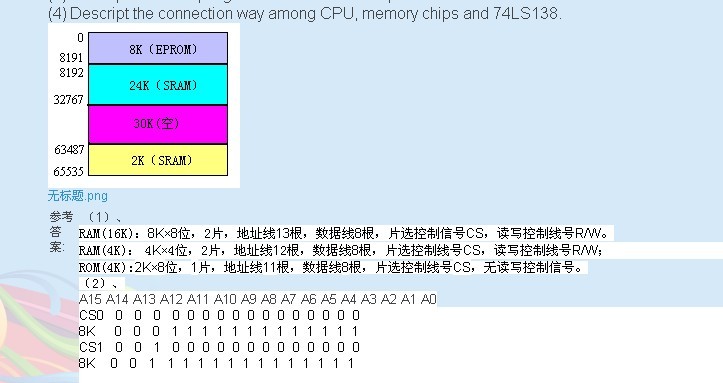 (4) Descript the connection way among CPU, memory chips and 74LS138.
0
8K（EPROM）
8191
8192
24K（SRAM）
32767
30K(空)
63487
2K（SRAM）
65535
无标题.png
参考答案:
（1）、
RAM(16K)：8K×8位，2片，地址线13根，数据线8根，片选控制信号CS，读写控制线号R/W。
RAM(4K)： 4K×4位，2片，地址线12根，数据线8根，片选控制线号CS，读写控制线号R/W；
ROM(4K):2K×8位，1片，地址线11根，数据线8根，片选控制线号CS，无读写控制信号。
（2）、
A15 A14 A13 A12 A11 A10 A9 A8 A7 A6 A5 A4 A3 A2 A1 A0
CS0 0 0 0 0 0 0 0 0 0 0 0 0 0 0 0 0
8K 0 0 0 1 1 1 1 1 1 1 1 1 1 1 1 1
CS1 0 0 1 0 0 0 0 0 0 0 0 0 0 0 0 0
8K 0 0 1 1 1 1 1 1 1 1 1 1 1 1 1 1